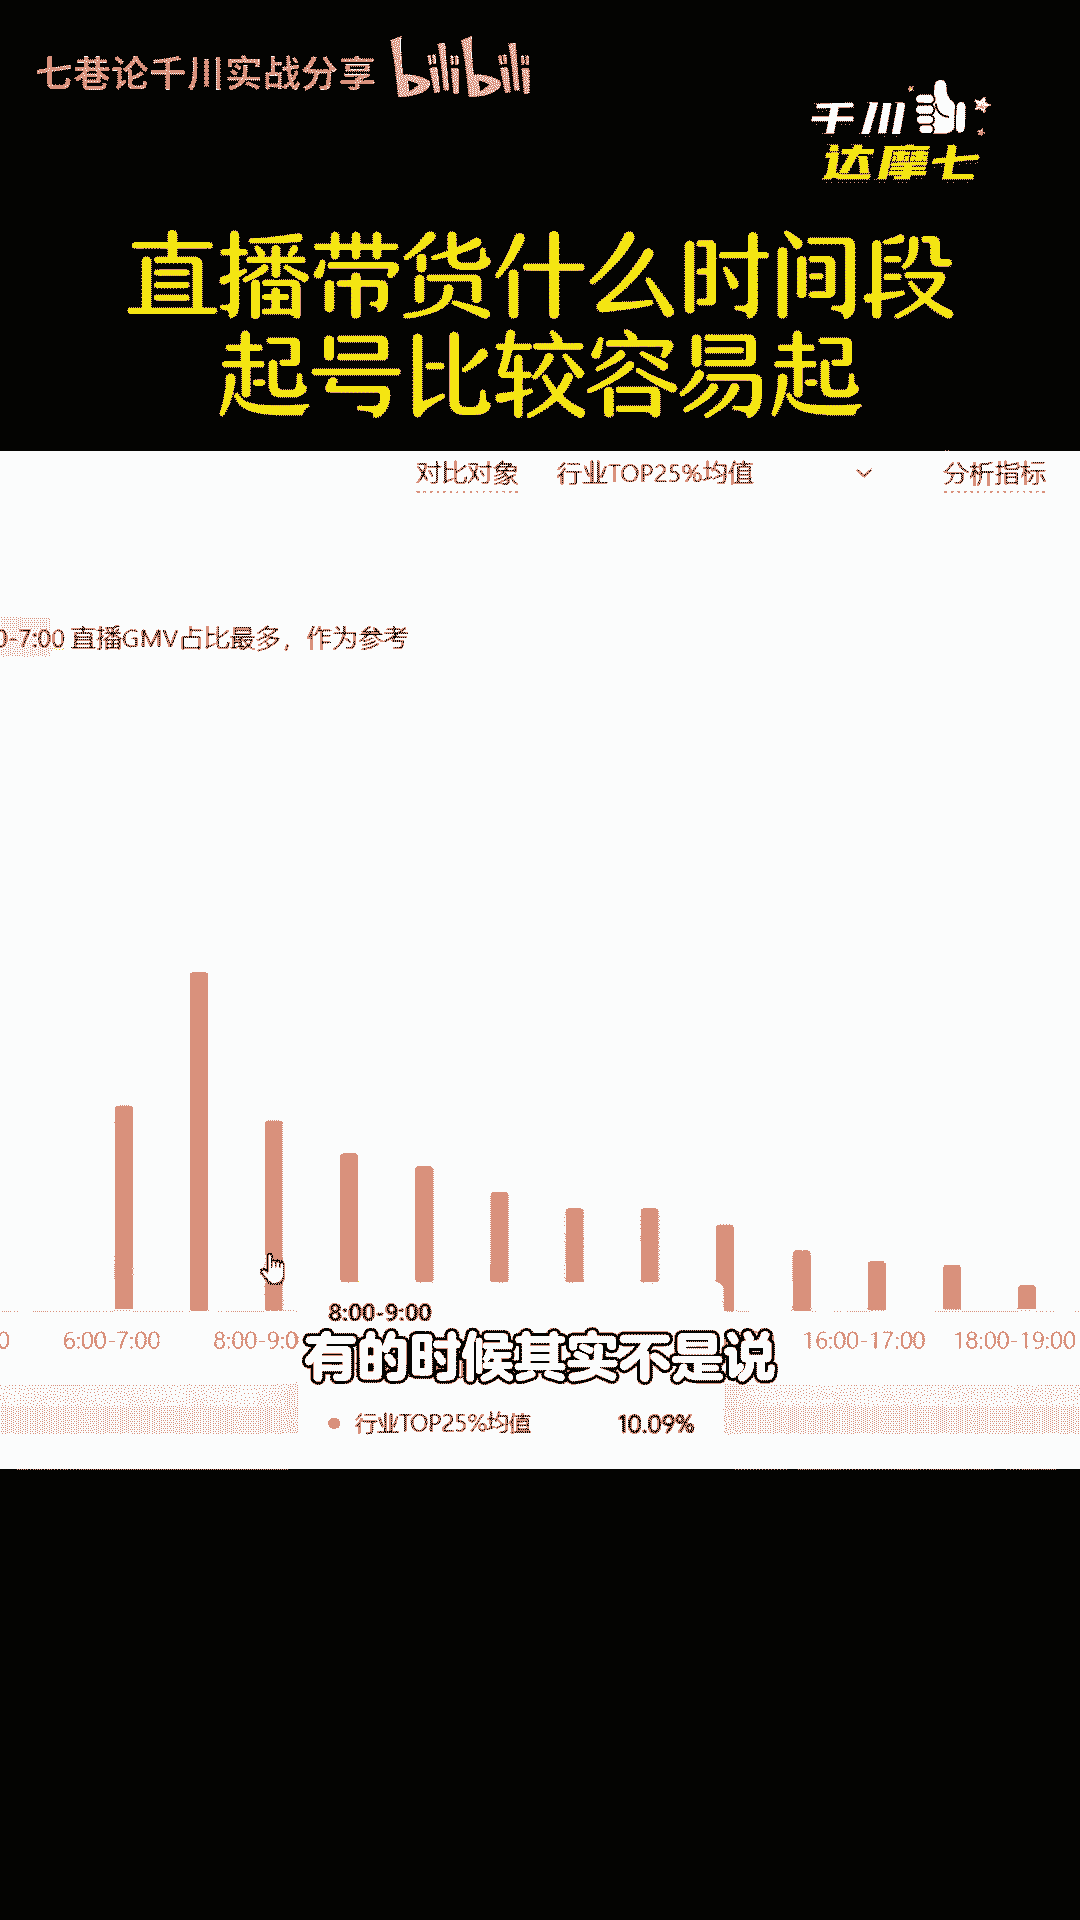 七巷论千川实战分享 bilibili
千川
达摩七
直播带货什么时间段
起号比较容易起
对比对象 行业TOP25%均值 分析指标
0-7:00 直播GMV占比最多，作为参考
8:00-9:00
0 6:00-7:00 8:00-9:0 16:00-17:00 18:00-19:00
有的时候其实不是说
行业TOP25%均值 10.09%